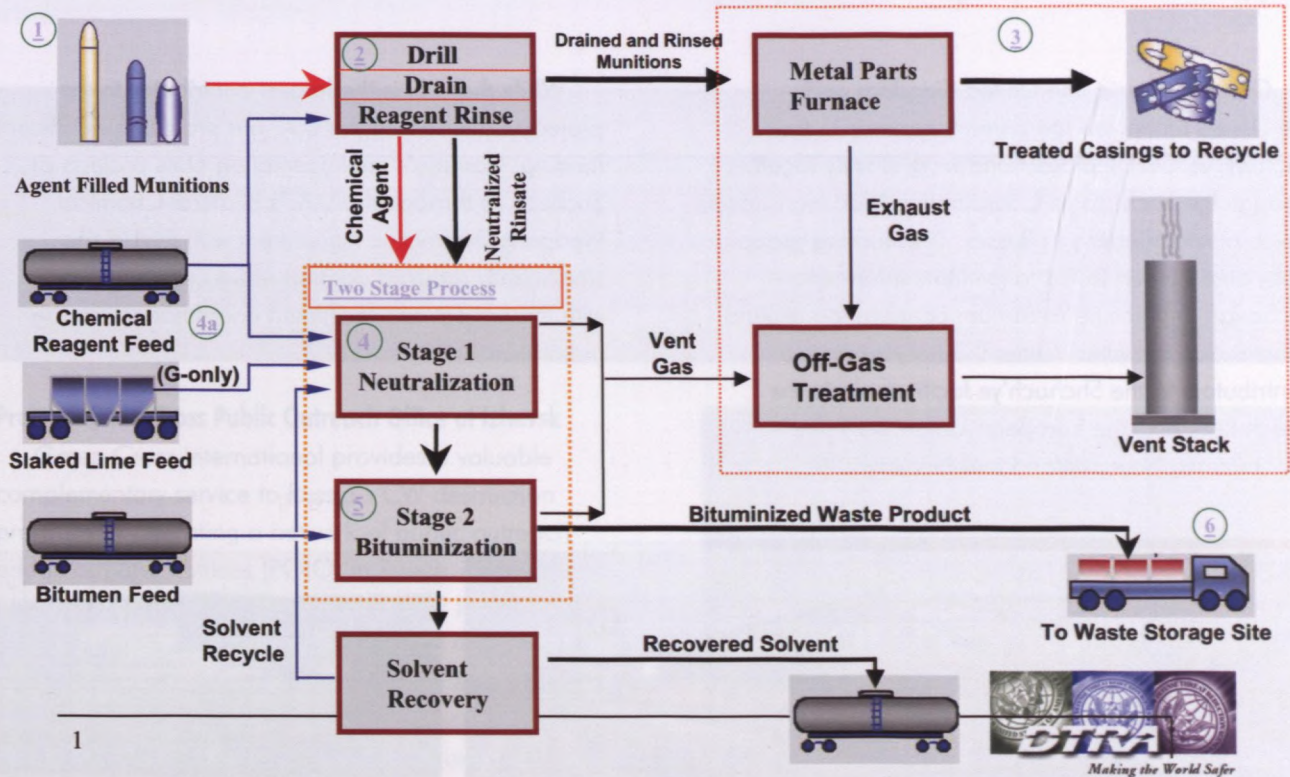 1
2
Drill
Drain
Reagent Rinse
Drained and Rinsed
Munitions
Metal Parts
Furnace
3
Treated Casings to Recycle
Agent Filled Munitions
Chemical
Agent
Neutralized
Rinsate
Exhaust
Gas
Two Stage Process
Chemical
Reagent Feed
4a
(G-only)
4
Stage 1
Neutralization
Vent
Gas
Off-Gas
Treatment
Vent Stack
Slaked Lime Feed
5
Stage 2
Bituminization
Bituminized Waste Product
6
Bitumen Feed
To Waste Storage Site
Solvent
Recycle
Solvent
Recovery
Recovered Solvent
1
DTRA
Making the World Safer